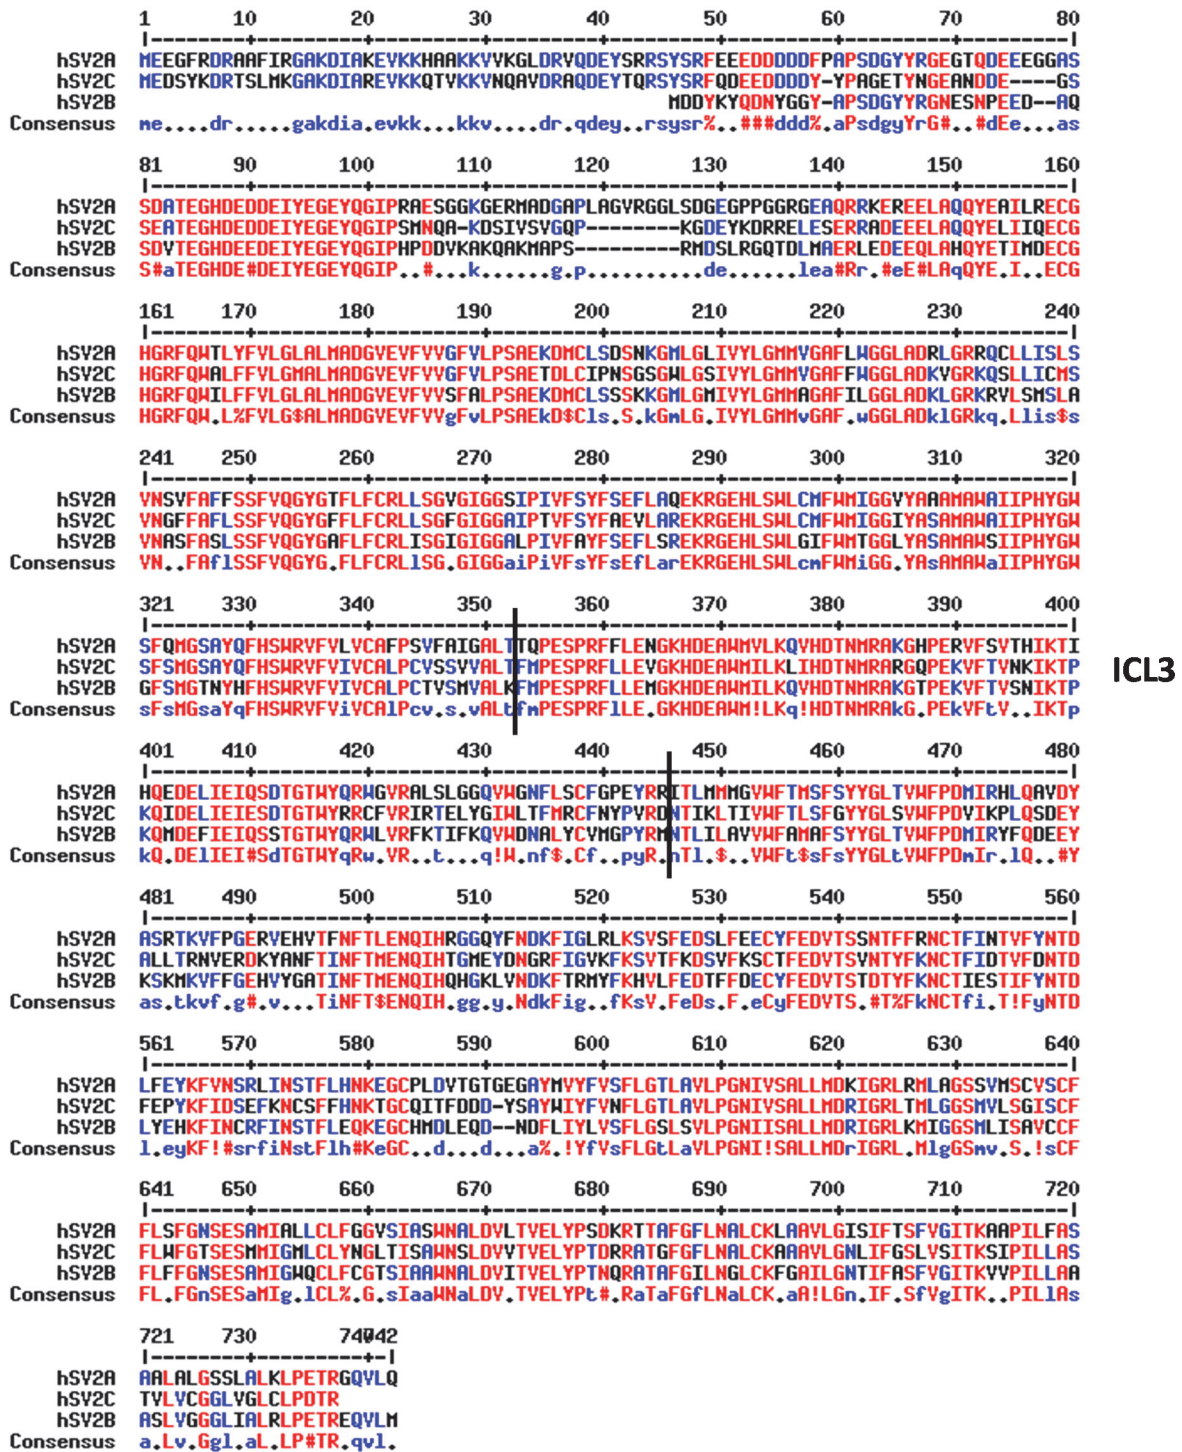 1 10 20 30 40 50 60 70 80
|--------+---------+---------+---------+---------+---------+---------+---------|
hSV2A MEEGFRDRAAFIRGAKDIAKEVKKHAAKKVVKGLDRVQDEYSRRSYSRFEEEEDDDDDFPAPSDGYYRGEGTQDEEEGGAS
hSV2C MEDSYKDRTSLMKGAKDIAREVKKQTVKKVNQAVDRAQDEYTQRSYSRFQDEEDDDDYY-YPAGETYNGEANDDE----GS
hSV2B MDDYKYQDNYGGY-APSDGYYRGNESNPEED--AQ
Consensus me....dr......gakdia.evkk...kkv....dr.qdey..rsysr%..###ddd%.aPsdgyYrG#..#dEe...as
81 90 100 110 120 130 140 150 160
|--------+---------+---------+---------+---------+---------+---------+---------|
hSV2A SDATEGHDEDDEIYEGEYQGIPRAESGGKGERMADGAPLAGVRGGLSDGEGPPGGRGEAQRRKEREELAQQYEAILRECG
hSV2C SEATEGHDEDDEIYEGEYQGIPSMNQA-KDSIVSVGQP--------KGDEYKDRRELESERRADEEELAQQYELIIQECG
hSV2B SDVTEGHDEEDEIYEGEYQGIPHPDDVKAKQAKMAPS---------RMDSLRGQTDLMAERLEDEEQLAHQYETIMDECG
Consensus S#aTEGHDE#DEIYEGEYQGIP..#...k......g.p..........de......lea#Rr.#eE#LAqQYE.I..ECG
161 170 180 190 200 210 220 230 240
|--------+---------+---------+---------+---------+---------+---------+---------|
hSV2A HGRFQWTLYFVLGLALMADGVEVFVVGFVLPSAEKDMCLSDSNKGMLGLIVYLGMMVGAFLWGGLADRLGRRQCLLISLS
hSV2C HGRFQWALFFVLGMALMADGVEVFVVGFVLPSAETDLCIPNSGSGWLGSIVYLGMMVGAFFWGGLADKVGRKQSLLICMS
hSV2B HGRFQWILFFVLGLALMADGVEVFVVSFALPSAEKDMCLSSSKKGMLGMIVYLGMMAGAFILGGLADKLGRKRVLSMSLA
Consensus HGRFQW.L%FVLG$ALMADGVEVFVVgFvLPSAEKD$Cls.S.kGmLG.IVYLGMMvGAF.wGGLADklGRkq.Llis$s
241 250 260 270 280 290 300 310 320
|--------+---------+---------+---------+---------+---------+---------+---------|
hSV2A VNSVFAFFSSFVQGYGTFLFCRLLSGVGIGGSIPIVFSYFSEFLAQEKRGEHLSWLCMFWMIGGVYAAAMAWAIIPHYGW
hSV2C VNGFFAFLSSFVQGYGFFLFCRLLSGFGIGGAIPTVFSYFAEVLAREKRGEHLSWLCMFWMIGGIYASAMAWAIIPHYGW
hSV2B VNASFASLSSFVQGYGAFLFCRLISGIGIGGALPIVFAYFSEFLSREKRGEHLSWLGIFWMTGGLYASAMAWSIIPHYGW
Consensus VN..FAflSSFVQGYG.FLFCRLlSG.GIGGaiPiVFsYFsEfLarEKRGEHLSWLcmFWMiGG.YAsAMAWaIIPHYGW
321 330 340 350 360 370 380 390 400
|--------+---------+---------+---------+---------+---------+---------+---------|
hSV2A SFQMGSAYQFHSWRVFVLVCAFPSVFAIGALTTQPESPRFFLENGKHDEAWMVLKQVHDTNMRAKGHPERVFSVTHIKTI
hSV2C SFSMGSAYQFHSWRVFVIVCALPCVSSVVALTFMPESPRFLLEVGKHDEAWMILKLIHDTNMRARGQPEKVFTVNKIKTP
hSV2B GFSMGTNYHFHSWRVFVIVCALPCTVSMVALKFMPESPRFLLEMGKHDEAWMILKQVHDTNMRAKGTPEKVFTVSNIKTP
Consensus sFsMGsaYqFHSWRVFViVCAlPcv.s.vALtfmPESPRFlLE.GKHDEAWM!LKq!HDTNMRAkG.PEkVFtV..IKTp
ICL3
401 410 420 430 440 450 460 470 480
|--------+---------+---------+---------+---------+---------+---------+---------|
hSV2A HQEDELIEIQSDTGTWYQRWGVRALSLGGQVWGNFLSCFGPEYRRITLMMMGVWFTMSFSYYGLTVWFPDMIRHLQAVDY
hSV2C KQIDELIEIESDTGTWYRRCFVRIRTELYGIWLTFMRCFNYPVRDNTIKLTIVWFTLSFGYYGLSVWFPDVIKPLQSDEY
hSV2B KQMDEFIEIQSSTGTWYQRWLVRFKTIFKQVWDNALYCVMGPYRMNTLILAVVWFAMAFSYYGLTVWFPDMIRYFQDEEY
Consensus kQ.DElIEI#SdTGTWYqRw.VR..t...q!W.nf$.Cf..pyR.nTl.$..VWFt$sFsYYGLtVWFPDmIr.lQ..#Y
481 490 500 510 520 530 540 550 560
|--------+---------+---------+---------+---------+---------+---------+---------|
hSV2A ASRTKVFPGERVEHVTFNFTLENQIHRGGQYFNDKFIGLRLKSVSFEDSLFEECYFEDVTSSNTFFRNCTFINTVFYNTD
hSV2C ALLTRNVERDKYANFTINFTMENQIHTGMEYDNGRFIGVKFKSVTFKDSVFKSCTFEDVTSVNTYFKNCTFIDTVFDNTD
hSV2B KSKMKVFFGEHVYGATINFTMENQIHQHGKLVNDKFTRMYFKHVLFEDTFFDECYFEDVTSTDTYFKNCTIESTIFYNTD
Consensus as.tkvf.g#.v...TiNFT$ENQIH.gg.y.NdkFig..fKsV.FeDs.F.eCyFEDVTS.#T%FkNCTfi.T!FyNTD
561 570 580 590 600 610 620 630 640
|--------+---------+---------+---------+---------+---------+---------+---------|
hSV2A LFEYKFVNSRLINSTFLHNKEGCPLDVTGTGEGAYMVYFVSFLGTLAVLPGNIVSALLMDKIGRLRMLAGSSVMSCVSCF
hSV2C FEPYKFIDSEFKNCSFFHNKTGCQITFDDD-YSAYWIYFVNFLGTLAVLPGNIVSALLMDRIGRLTMLGGSMVLSGISCF
hSV2B LYEHKFINCRFINSTFLEQKEGCHMDLEQD--NDFLIYLVSFLGSLSVLPGNIISALLMDRIGRLKMIGGSMLISAVCCF
Consensus l.eyKF!#srfiNstFlh#KeGC..d...d...a%.!YfVsFLGtLaVLPGNI!SALLMDrIGRL.MlgGSmv.S.!sCF
641 650 660 670 680 690 700 710 720
|--------+---------+---------+---------+---------+---------+---------+---------|
hSV2A FLSFGNSESAMIALLCLFGGVSIASWNALDVLTVELYPSDKRTTAFGFLNALCKLAAVLGISIFTSFVGITKAAPILFAS
hSV2C FLWFGTSESMMIGMLCLYNGLTISAWNSLDVVTVELYPTDRRATGFGFLNALCKAAAVLGNLIFGSLVSITKSIPILLAS
hSV2B FLFFGNSESAMIGWQCLFCGTSIAAWNALDVITVELYPTNQRATAFGILNGLCKFGAILGNTIFASFVGITKVVPILLAA
Consensus FL.FGnSESaMIg.lCL%.G.sIaaWNaLDV.TVELYPt#.RaTaFGfLNaLCK.aA!LGn.IF.SfVgITK..PILlAs
721 730 740742
|--------+---------+-|
hSV2A AALALGSSLALKLPETRGQVLQ
hSV2C TVLVCGGLVGLCLPDTR
hSV2B ASLVGGGLIALRLPETREQVLM
Consensus a.Lv.Ggl.aL.LP#TR.qvl.